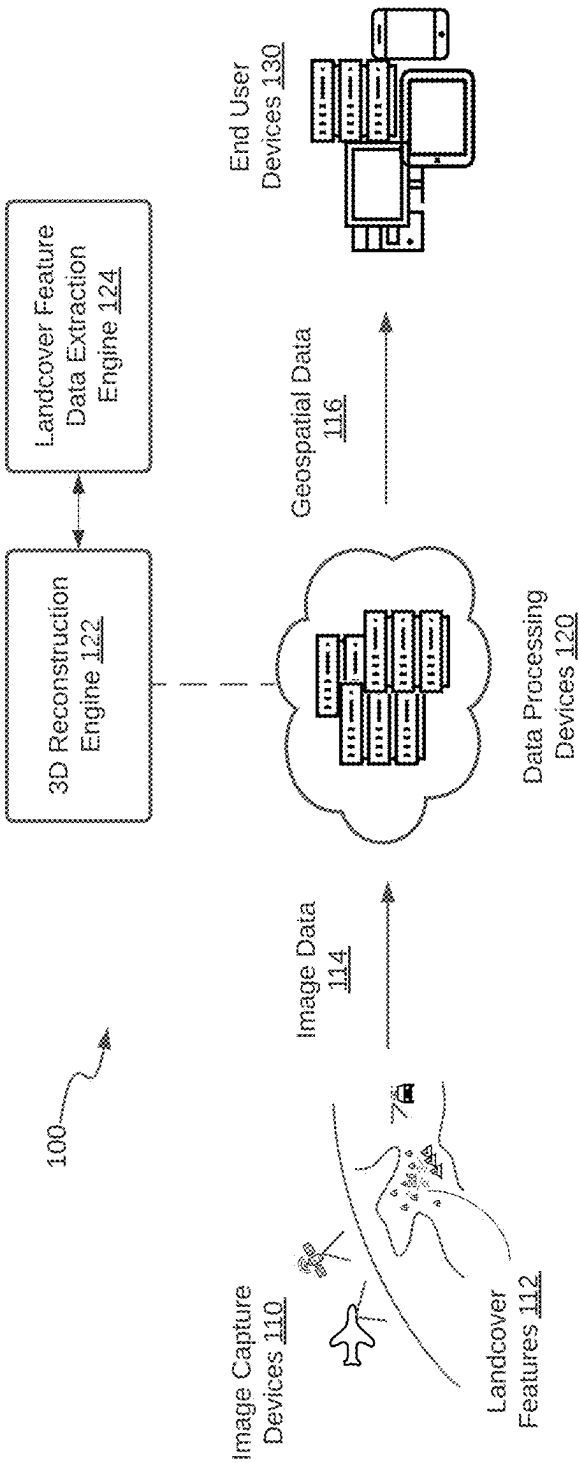 100
3D Reconstruction
Engine 122
Landcover Feature
Data Extraction
Engine 124
Image Capture
Devices 110
Landcover
Features 112
Image Data
114
Data Processing
Devices 120
Geospatial Data
116
End User
Devices 130